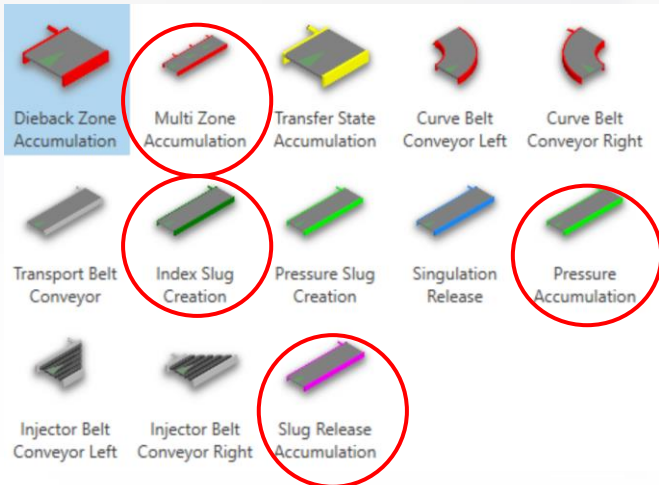 Dieback Zone
Accumulation
Multi Zone
Accumulation
Transfer State
Accumulation
Curve Belt
Conveyor Left
Curve Belt
Conveyor Right
Transport Belt
Conveyor
Index Slug
Creation
Pressure Slug
Creation
Singulation
Release
Pressure
Accumulation
Injector Belt
Conveyor Left
Injector Belt
Conveyor Right
Slug Release
Accumulation